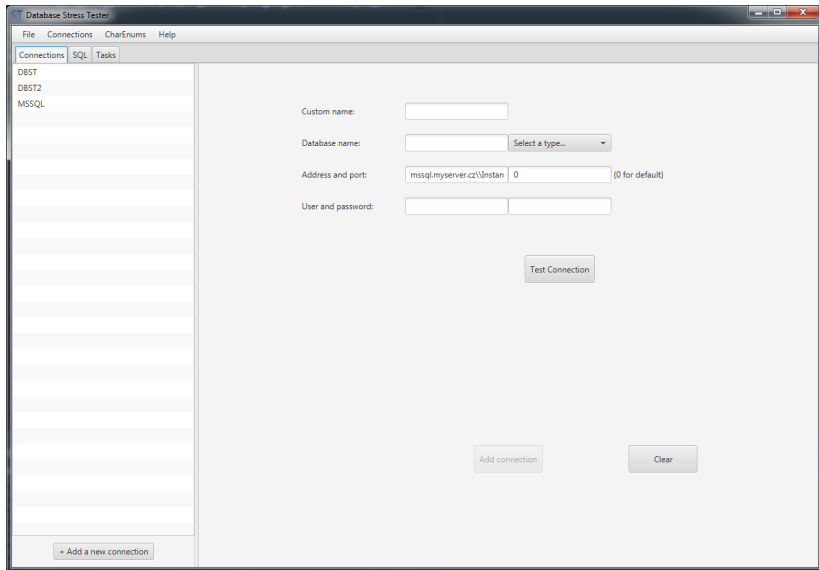 Database Stress Tester
File Connections CharEnums Help
Connections SQL Tasks
DBST
DBST2
MSSQL
Custom name:
Database name: Select a type...
Address and port: mssql.myserver.cz\\Instan 0 (0 for default)
User and password:
Test Connection
Add connection Clear
+ Add a new connection